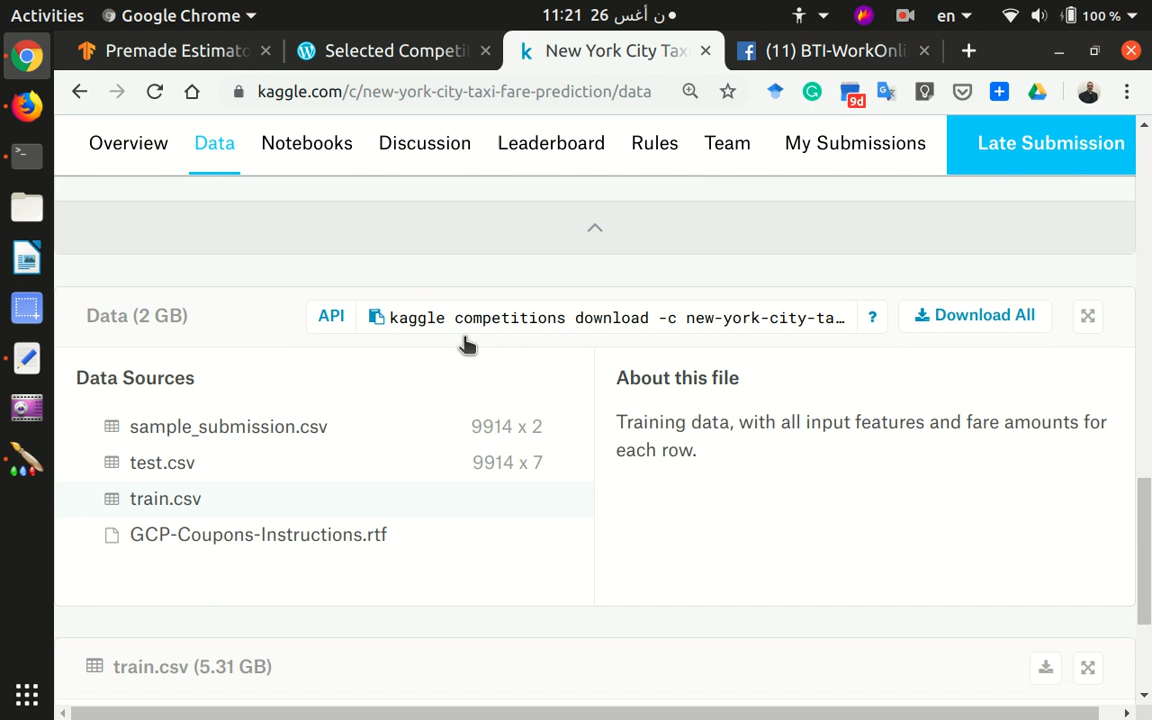 Activities Google Chrome 11:21 26 ن أغس en 100 %
Premade Estimato Selected Competi New York City Tax (11) BTI-WorkOnli
kaggle.com/c/new-york-city-taxi-fare-prediction/data 9d
Overview Data Notebooks Discussion Leaderboard Rules Team My Submissions Late Submission
Data (2 GB) API kaggle competitions download -c new-york-city-ta… ? Download All
Data Sources
sample_submission.csv 9914 x 2
test.csv 9914 x 7
train.csv
GCP-Coupons-Instructions.rtf
About this file
Training data, with all input features and fare amounts for
each row.
train.csv (5.31 GB)